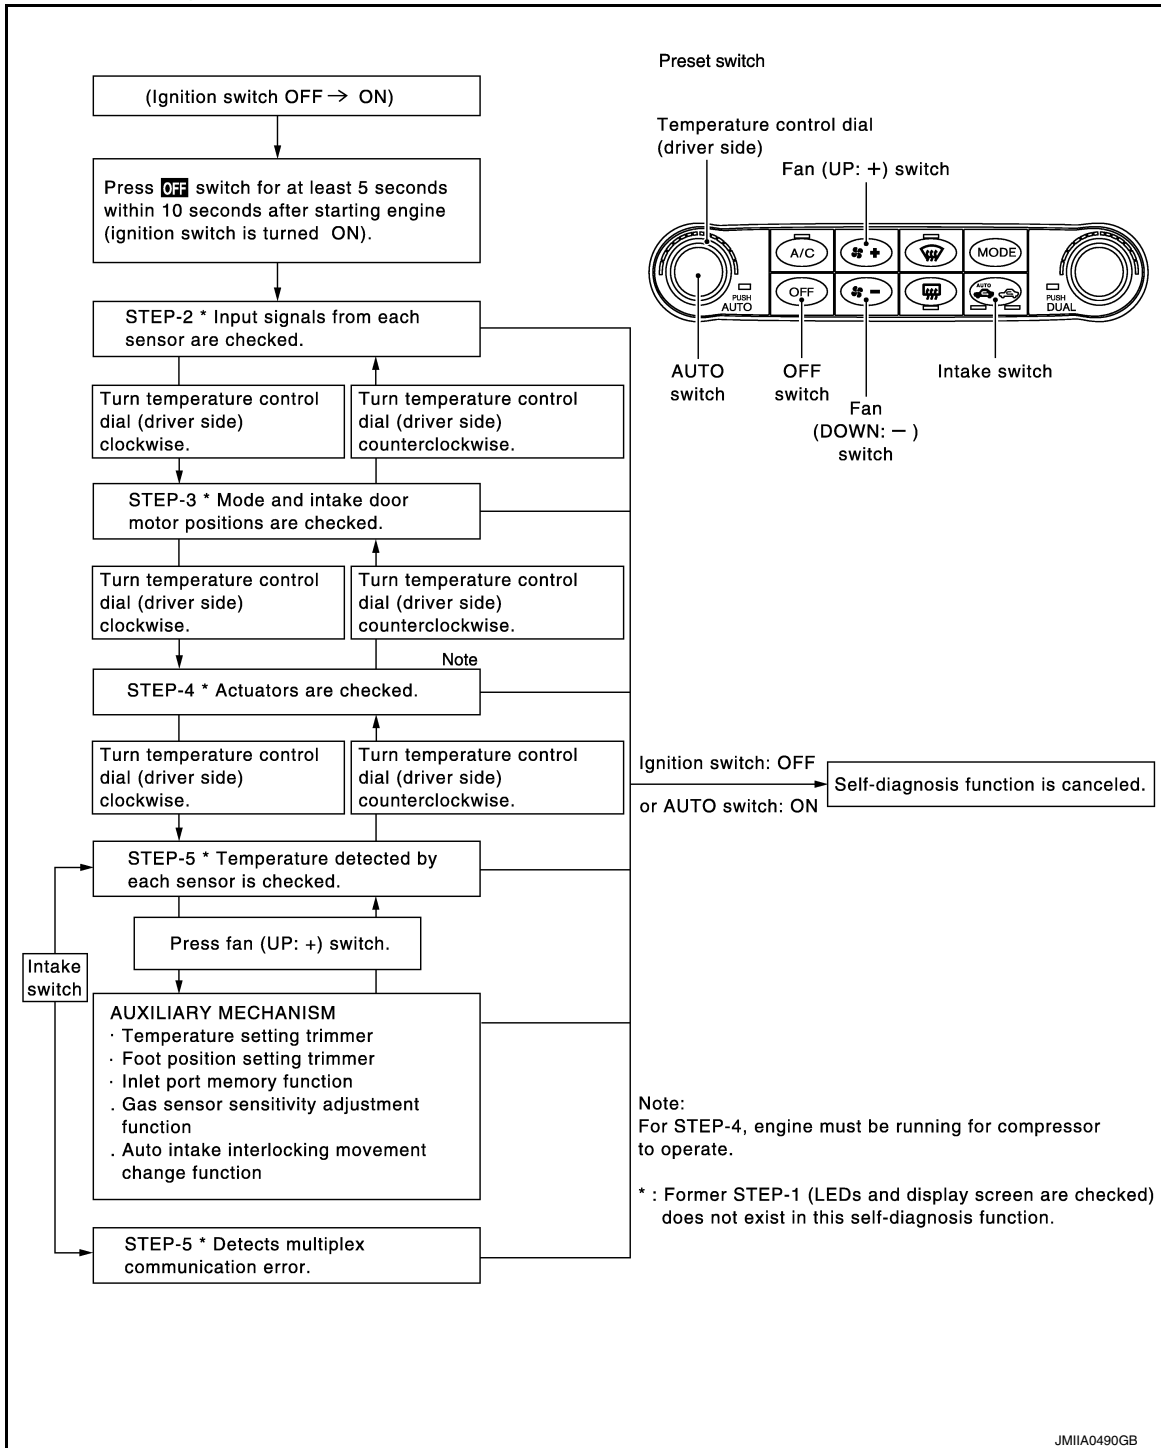 Preset switch
(Ignition switch OFF → ON)
Temperature control dial
(driver side)
Fan (UP: +) switch
Press OFF switch for at least 5 seconds
within 10 seconds after starting engine
(ignition switch is turned ON).
A/C
+
MODE
OFF
−
AUTO
PUSH
AUTO
PUSH
DUAL
AUTO
switch
OFF
switch
Intake switch
Fan
(DOWN: − )
switch
STEP-2 * Input signals from each
sensor are checked.
Turn temperature control
dial (driver side)
clockwise.
Turn temperature control
dial (driver side)
counterclockwise.
STEP-3 * Mode and intake door
motor positions are checked.
Turn temperature control
dial (driver side)
clockwise.
Turn temperature control
dial (driver side)
counterclockwise.
Note
STEP-4 * Actuators are checked.
Turn temperature control
dial (driver side)
clockwise.
Turn temperature control
dial (driver side)
counterclockwise.
Ignition switch: OFF
or AUTO switch: ON
Self-diagnosis function is canceled.
STEP-5 * Temperature detected by
each sensor is checked.
Press fan (UP: +) switch.
Intake
switch
AUXILIARY MECHANISM
· Temperature setting trimmer
· Foot position setting trimmer
· Inlet port memory function
. Gas sensor sensitivity adjustment
function
. Auto intake interlocking movement
change function
STEP-5 * Detects multiplex
communication error.
Note:
For STEP-4, engine must be running for compressor
to operate.
* : Former STEP-1 (LEDs and display screen are checked)
does not exist in this self-diagnosis function.
JMIIA0490GB